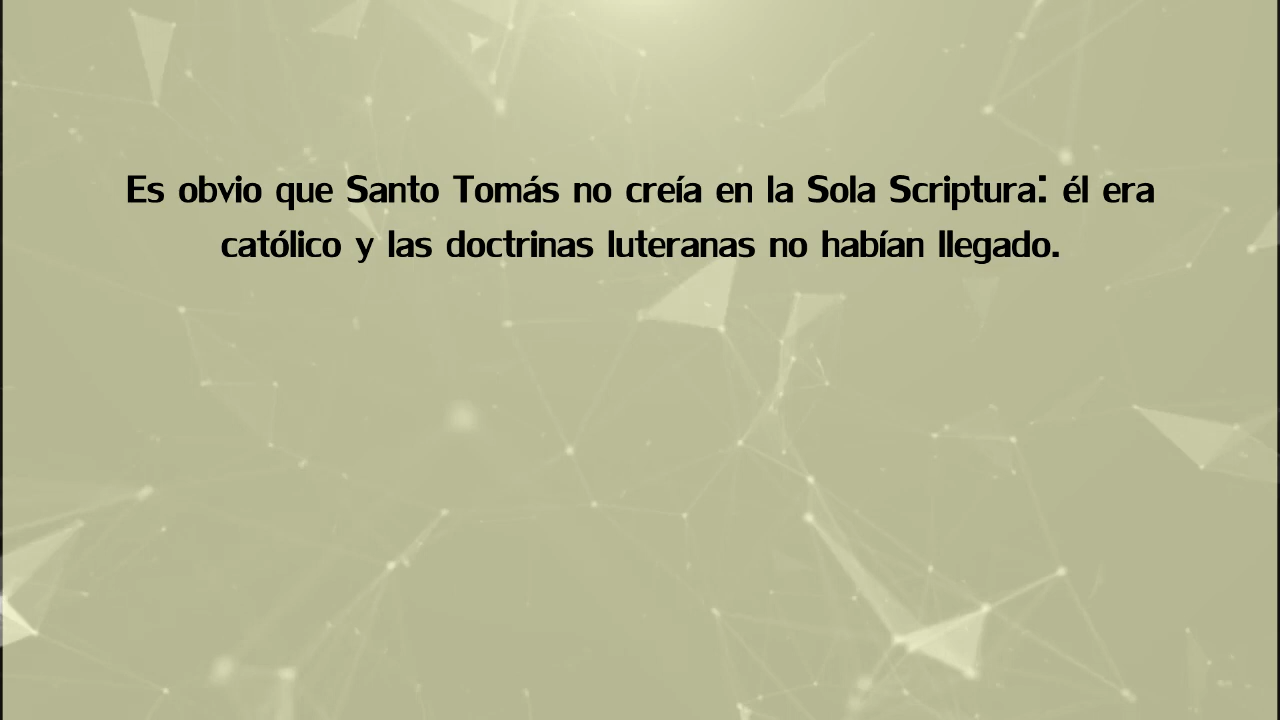 Es obvio que Santo Tomás no creía en la Sola Scriptura: él era
católico y las doctrinas luteranas no habían llegado.